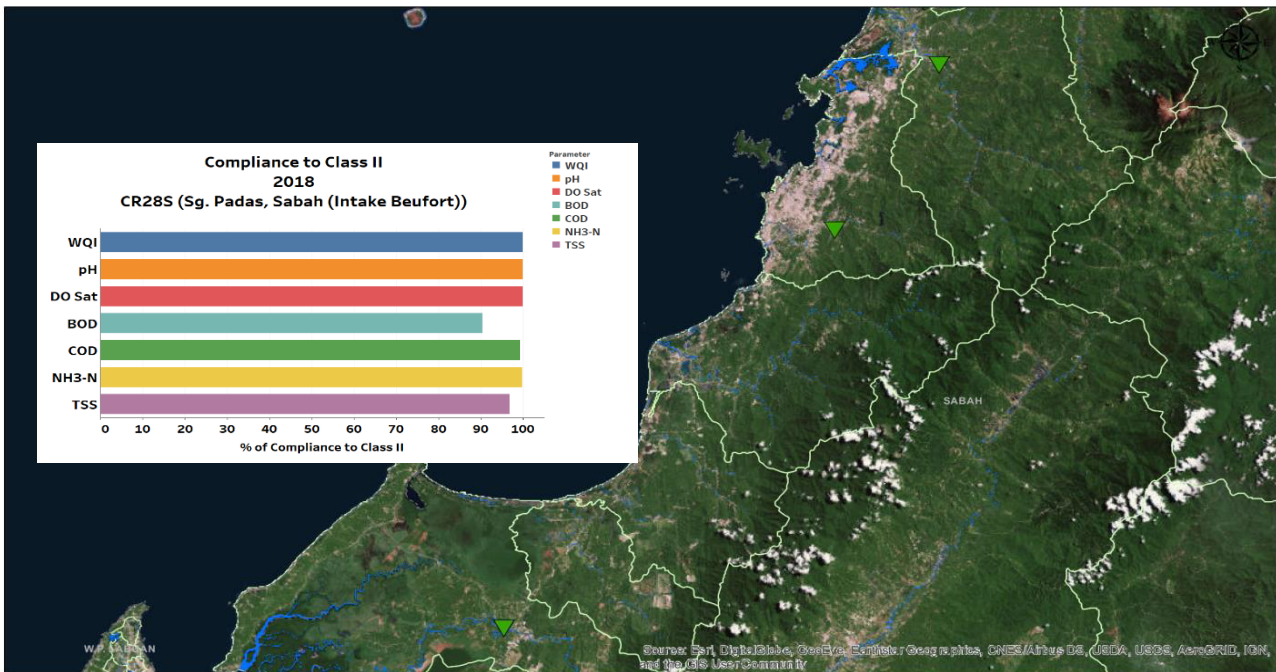 Compliance to Class II
2018
CR28S (Sg. Padas, Sabah (Intake Beufort))
Parameter
WQI
pH
DO Sat
BOD
COD
NH3-N
TSS
WQI
pH
DO Sat
BOD
COD
NH3-N
TSS
0 10 20 30 40 50 60 70 80 90 100
% of Compliance to Class II
SABAH
W.P. LABUAN
Source: Esri, DigitalGlobe, GeoEye, Earthstar Geographics, CNES/Airbus DS, USDA, USGS, AeroGRID, IGN,
and the GIS User Community